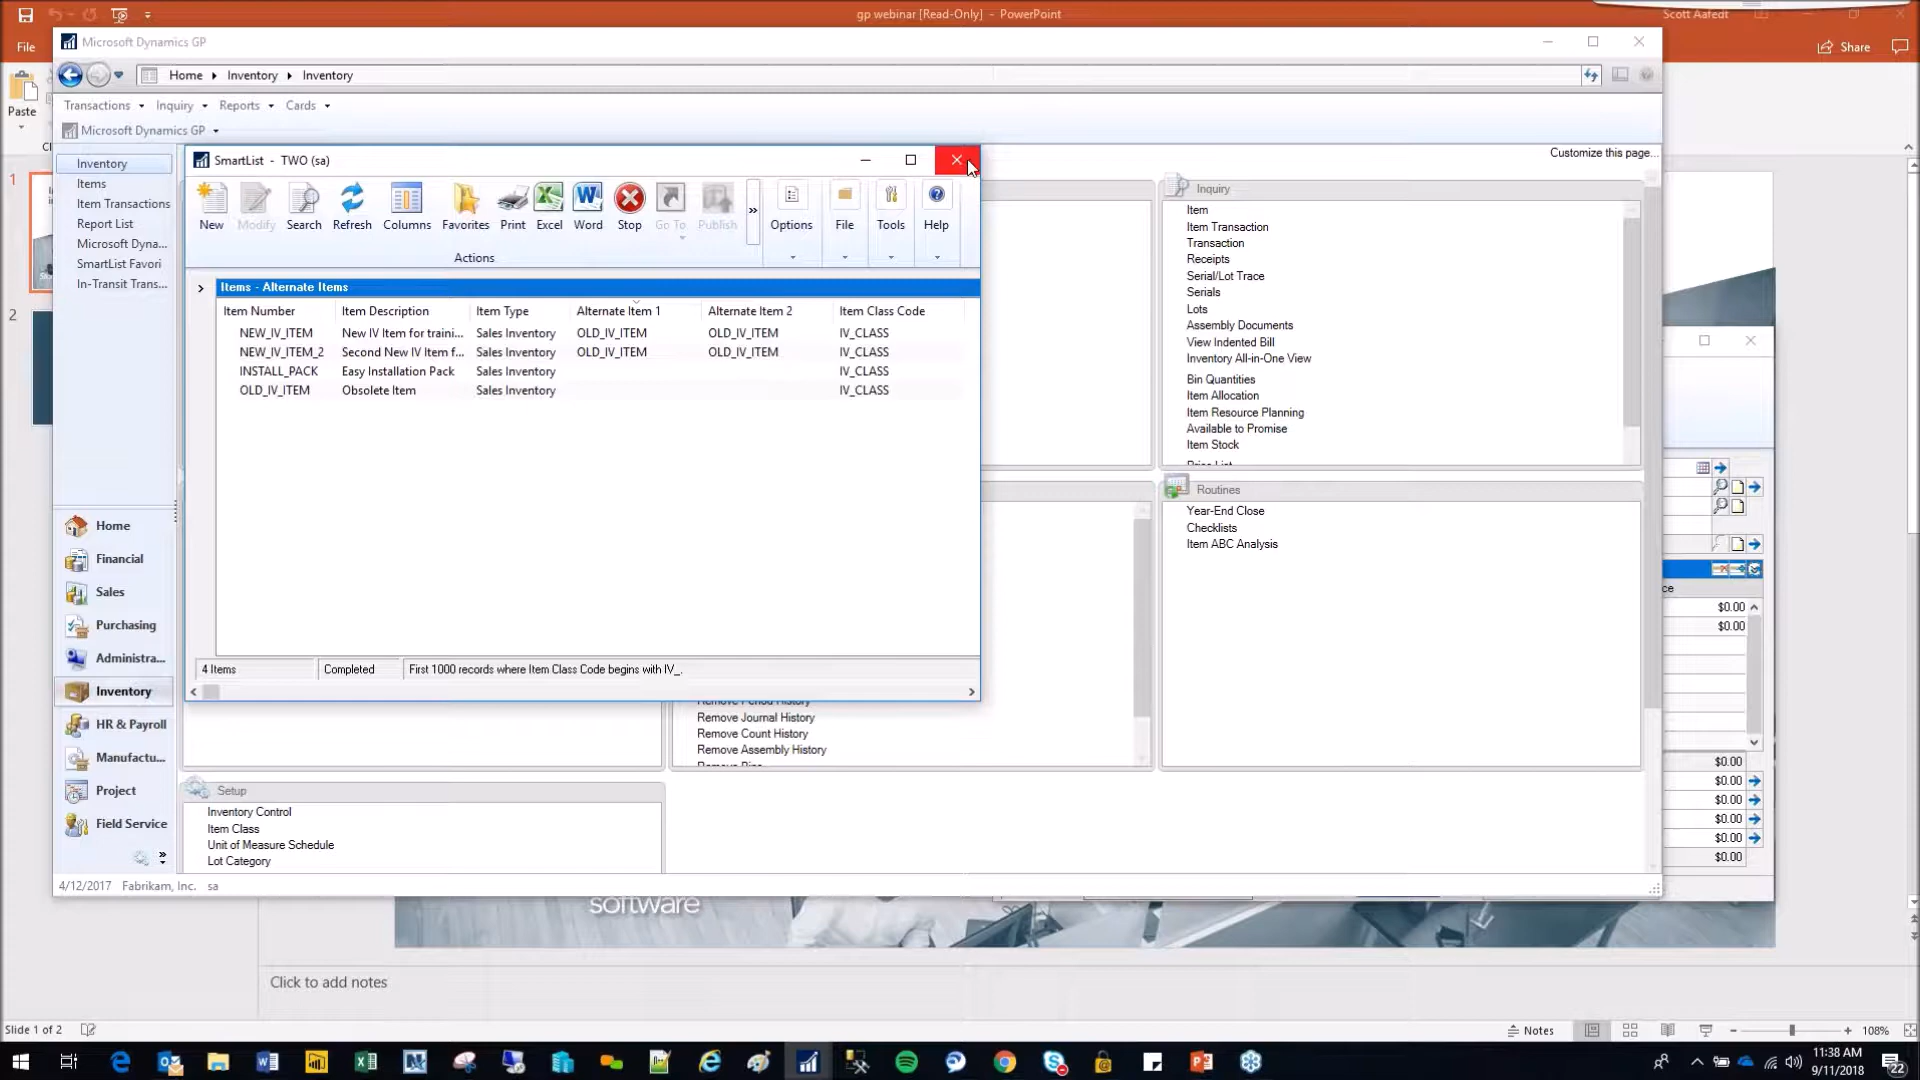 gp webinar [Read-Only] - PowerPoint
Scott Aafedt
File
Share
Paste
Microsoft Dynamics GP
Home Inventory Inventory
Transactions Inquiry Reports Cards
Microsoft Dynamics GP
Customize this page...
Inventory
Items
Item Transactions
Report List
Microsoft Dyna...
SmartList Favori
In-Transit Trans...
SmartList - TWO (sa)
New Modify Search Refresh Columns Favorites Print Excel Word Stop Go To Publish » Options File Tools Help
Actions
Items - Alternate Items
Item Number Item Description Item Type Alternate Item 1 Alternate Item 2 Item Class Code
NEW_IV_ITEM New IV Item for traini... Sales Inventory OLD_IV_ITEM OLD_IV_ITEM IV_CLASS
NEW_IV_ITEM_2 Second New IV Item f... Sales Inventory OLD_IV_ITEM OLD_IV_ITEM IV_CLASS
INSTALL_PACK Easy Installation Pack Sales Inventory IV_CLASS
OLD_IV_ITEM Obsolete Item Sales Inventory IV_CLASS
4 Items Completed First 1000 records where Item Class Code begins with IV_.
Inquiry
Item
Item Transaction
Transaction
Receipts
Serial/Lot Trace
Serials
Lots
Assembly Documents
View Indented Bill
Inventory All-in-One View
Bin Quantities
Item Allocation
Item Resource Planning
Available to Promise
Item Stock
Price List
Routines
Year-End Close
Checklists
Item ABC Analysis
Home
Financial
Sales
Purchasing
Administra...
Inventory
HR & Payroll
Manufactu...
Project
Field Service
»
Remove Period History
Remove Journal History
Remove Count History
Remove Assembly History
Remove Bins
Setup
Inventory Control
Item Class
Unit of Measure Schedule
Lot Category
4/12/2017 Fabrikam, Inc. sa
ce
$0.00
$0.00
$0.00
$0.00
$0.00
$0.00
$0.00
$0.00
1
2
software
Click to add notes
Slide 1 of 2
Notes
108%
11:38 AM
9/11/2018
22